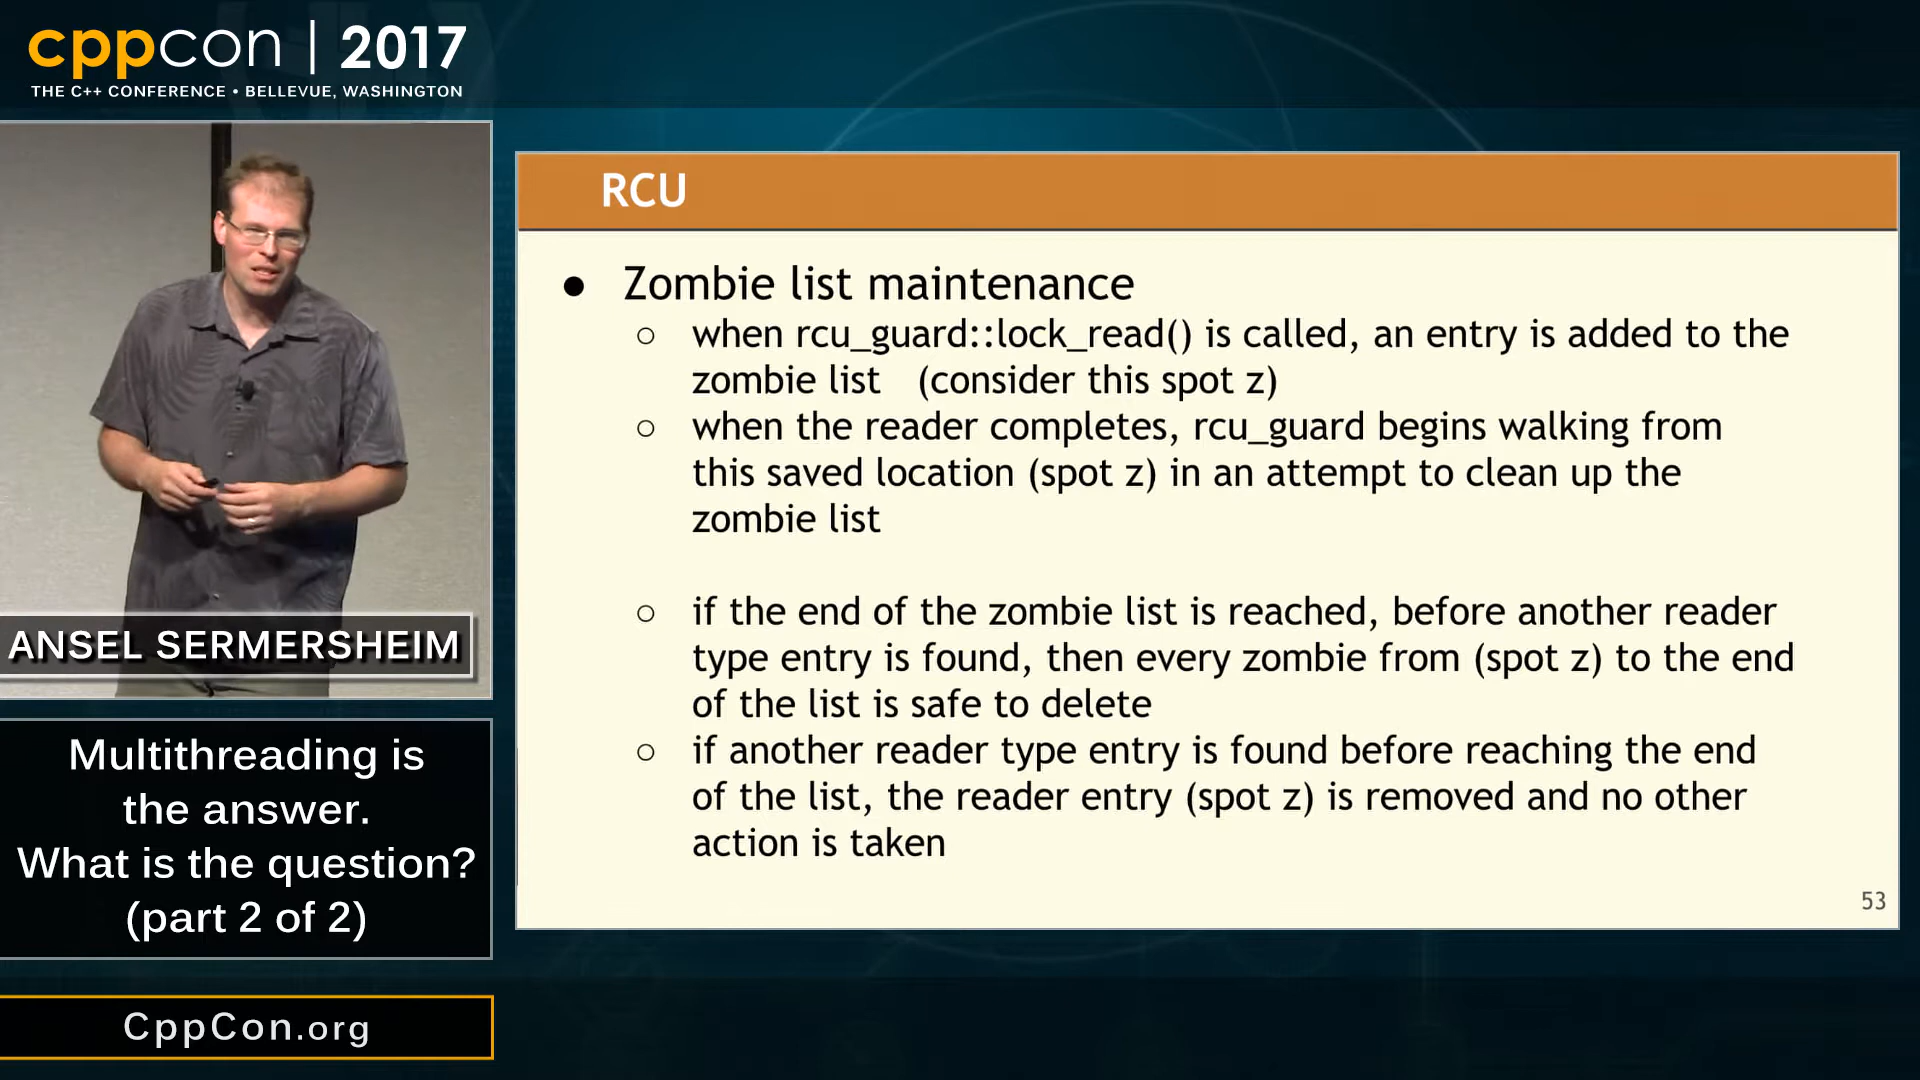 cppcon | 2017
THE C++ CONFERENCE • BELLEVUE, WASHINGTON
ANSEL SERMERSHEIM
Multithreading is
the answer.
What is the question?
(part 2 of 2)
CppCon.org
RCU
● Zombie list maintenance
○ when rcu_guard::lock_read() is called, an entry is added to the
zombie list (consider this spot z)
○ when the reader completes, rcu_guard begins walking from
this saved location (spot z) in an attempt to clean up the
zombie list
○ if the end of the zombie list is reached, before another reader
type entry is found, then every zombie from (spot z) to the end
of the list is safe to delete
○ if another reader type entry is found before reaching the end
of the list, the reader entry (spot z) is removed and no other
action is taken
53